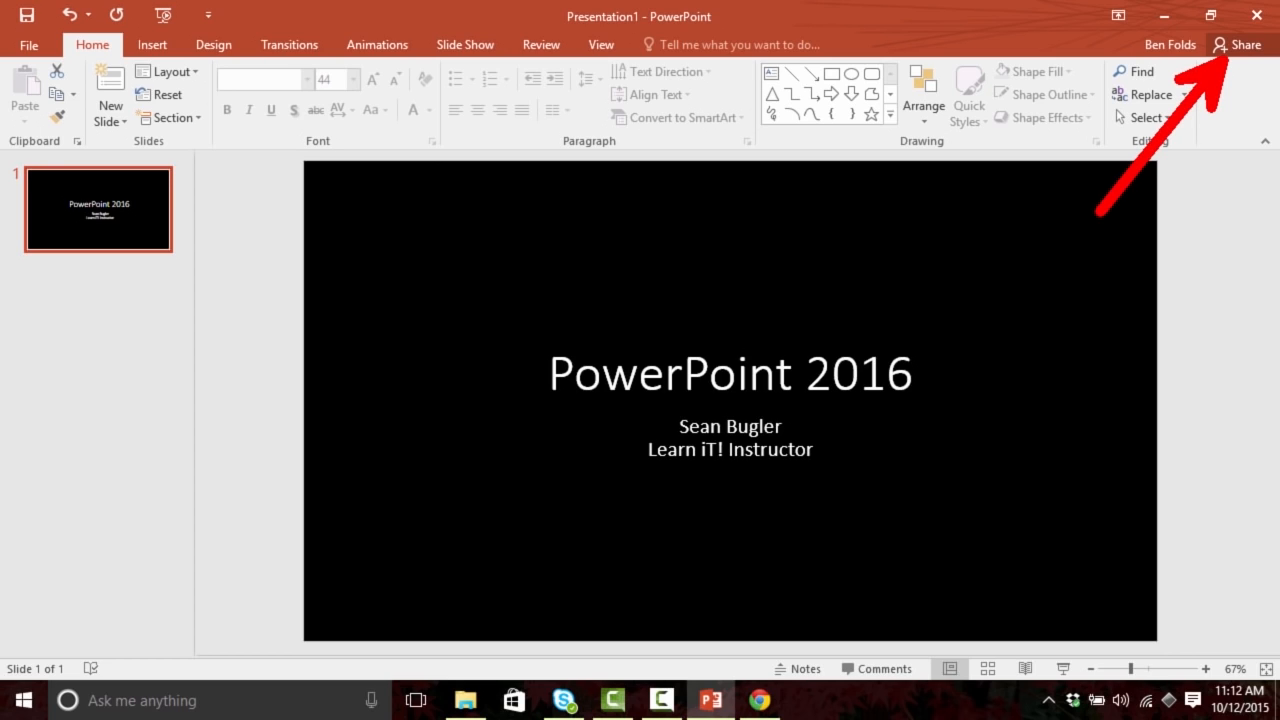 Presentation1 - PowerPoint
File Home Insert Design Transitions Animations Slide Show Review View Tell me what you want to do... Ben Folds Share
Layout Text Direction Shape Fill Find
44
Reset Align Text Shape Outline Replace
Paste New Slide Section Convert to SmartArt Arrange Quick Styles Shape Effects Select
B I U S abc AV Aa A
Clipboard Slides Font Paragraph Drawing Editing
1
PowerPoint 2016
Sean Bugler
Learn iT! Instructor
PowerPoint 2016
Sean Bugler
Learn iT! Instructor
Slide 1 of 1 Notes Comments 67%
Ask me anything
11:12 AM
10/12/2015